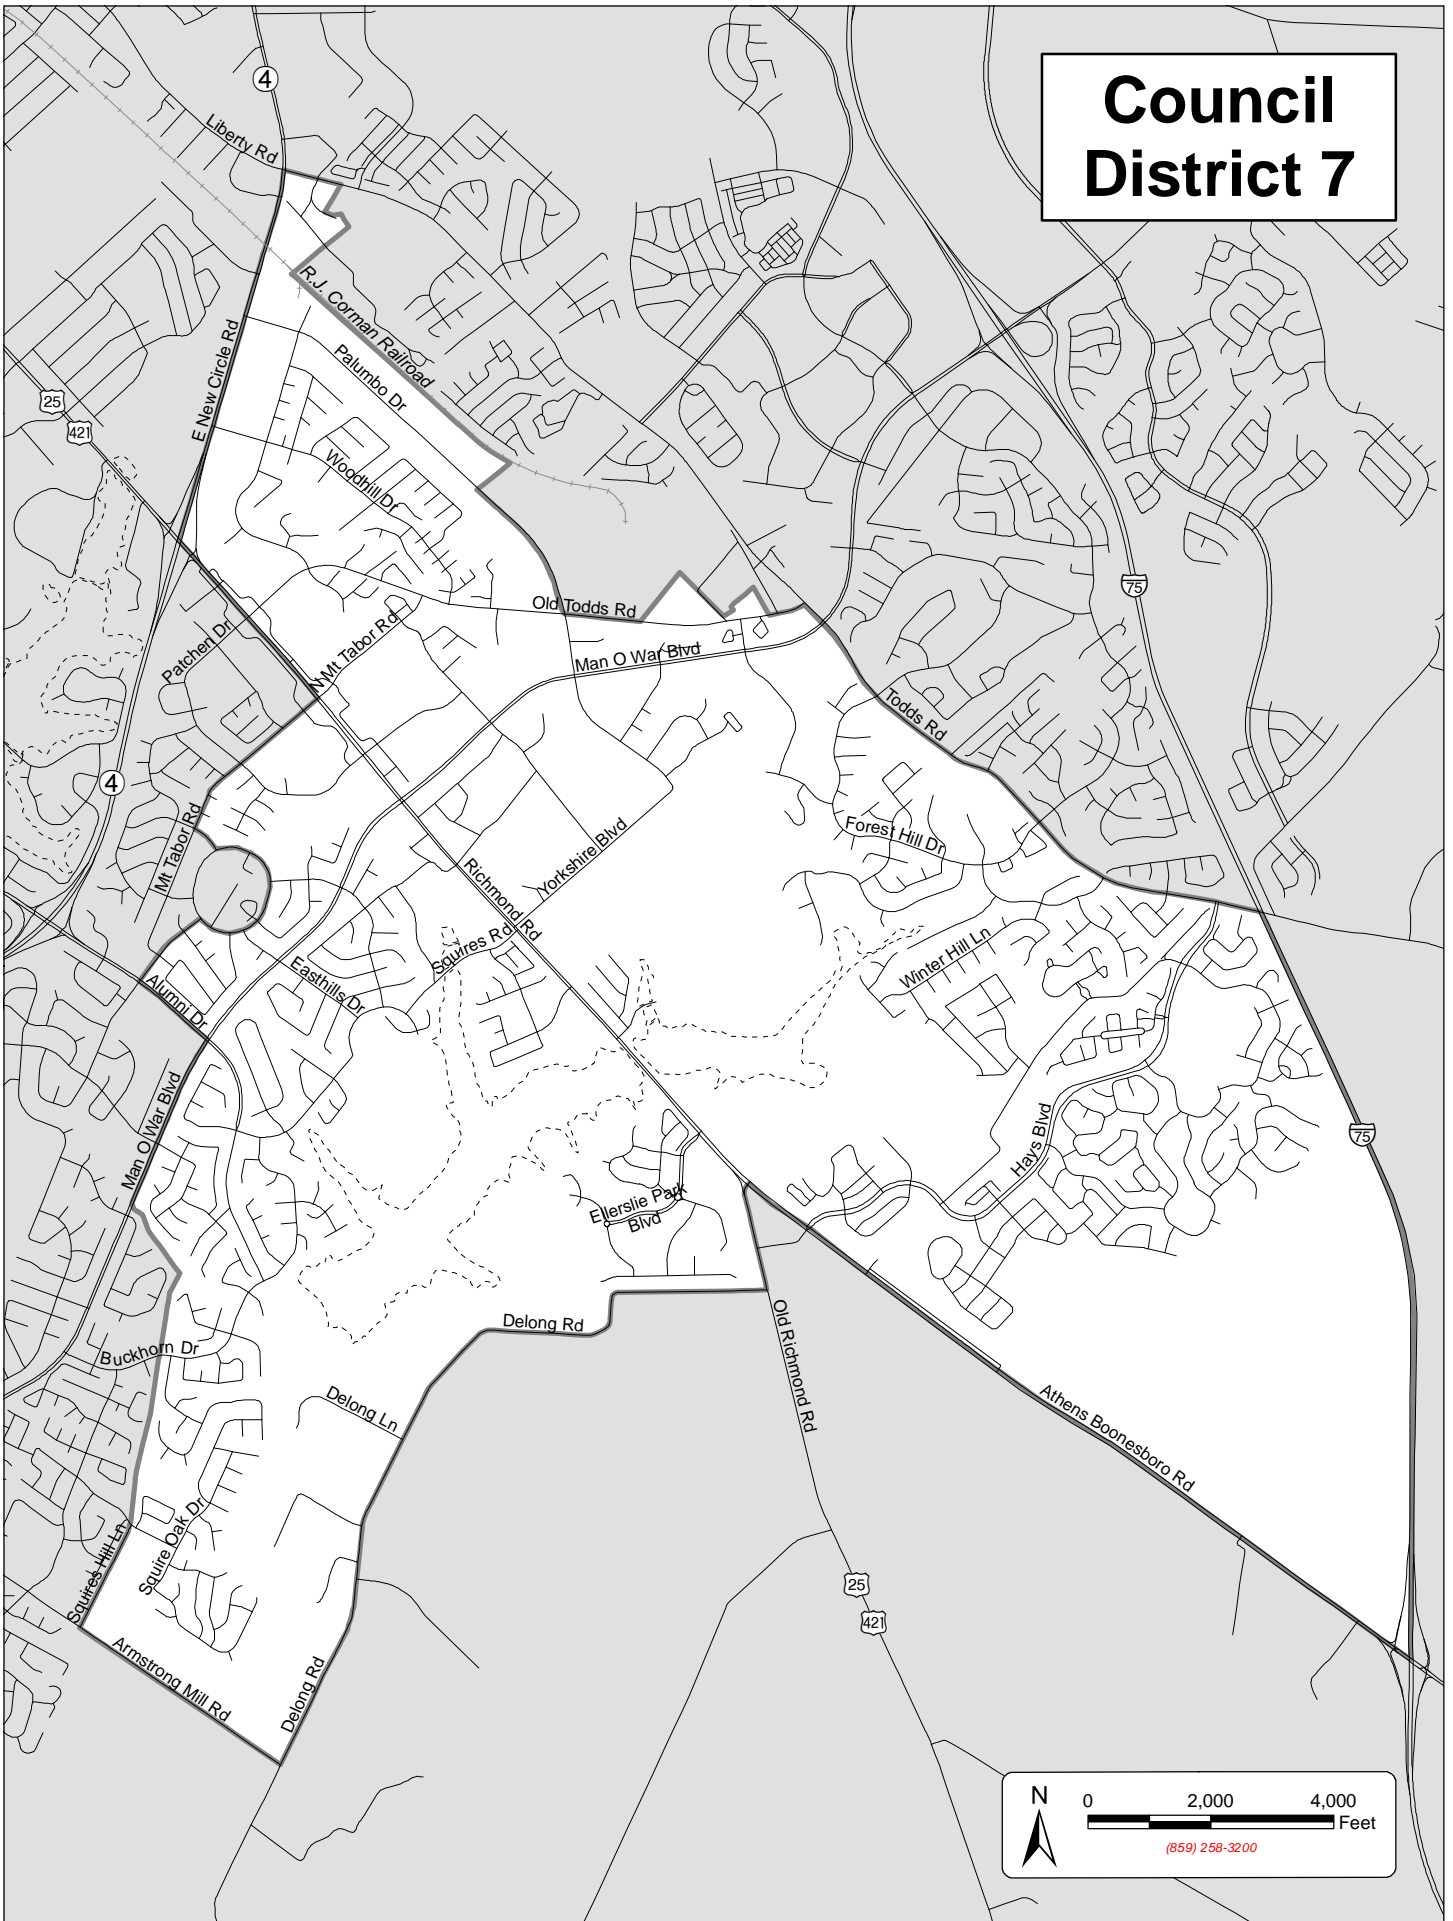 Council
District 7
4
Liberty Rd
R.J. Corman Railroad
E New Circle Rd
Palumbo Dr
25
421
Woodhill Dr
75
Old Todds Rd
N Mt Tabor Rd
Patchen Dr
Man O War Blvd
Todds Rd
4
Mt Tabor Rd
Forest Hill Dr
Yorkshire Blvd
Richmond Rd
Squires Rd
Winter Hill Ln
Easthills Dr
Alumni Dr
Man O War Blvd
Hays Blvd
75
Ellerslie Park
Blvd
Delong Rd
Old Richmond Rd
Buckhorn Dr
Delong Ln
Athens Boonesboro Rd
Squire Oak Dr
Squires Hill Ln
25
421
Armstrong Mill Rd
Delong Rd
N
0 2,000 4,000
Feet
(859) 258-3200